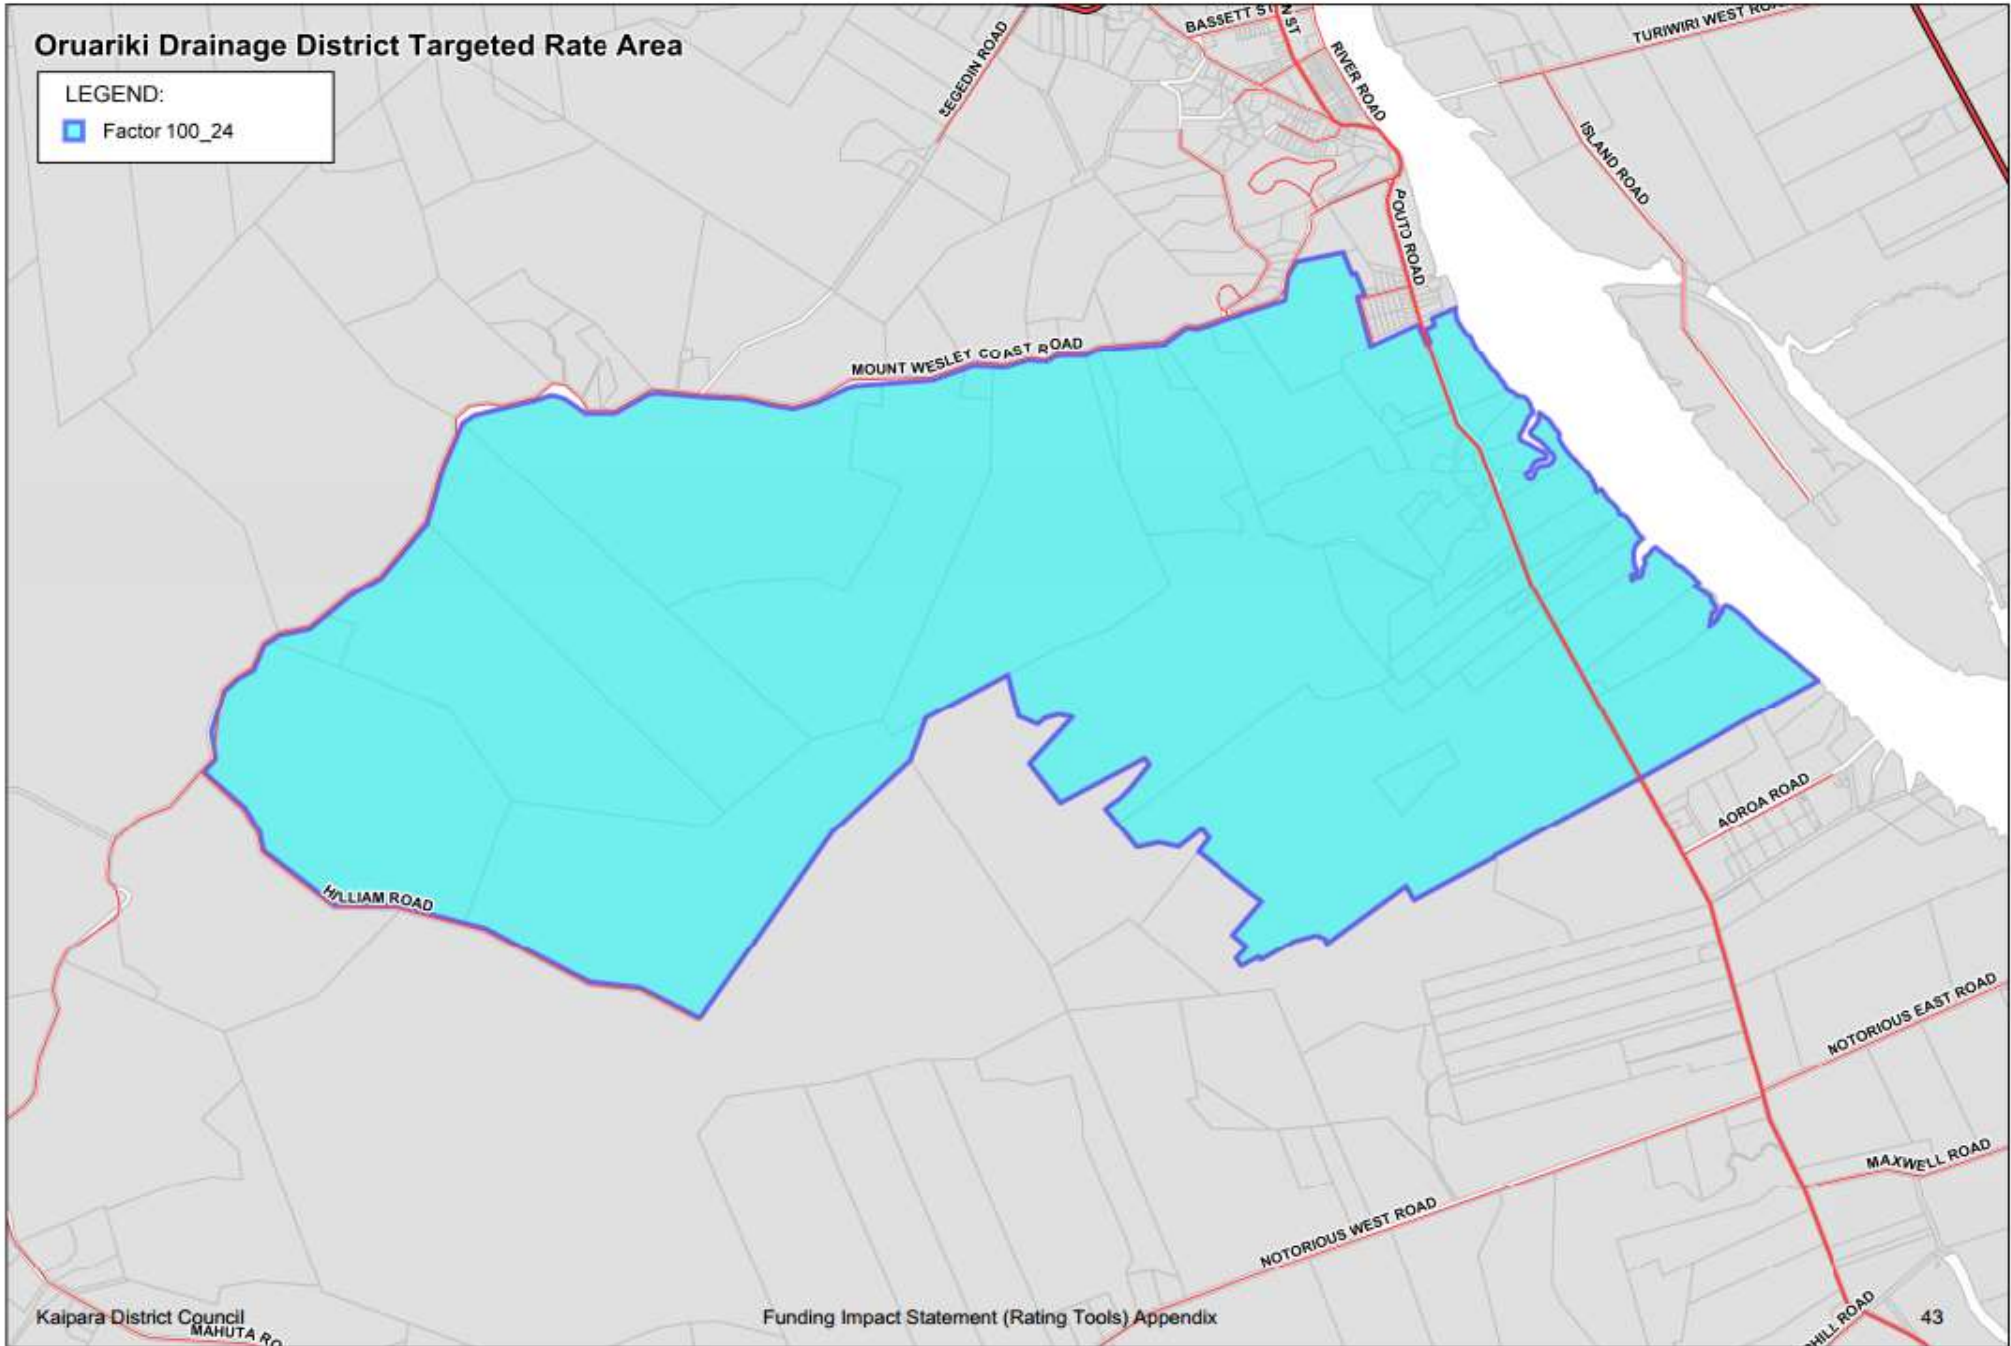 Oruariki Drainage District Targeted Rate Area
LEGEND:
Factor 100_24
BASSETT ST
N ST
TURIWIRI WEST ROA
SEGEDIN ROAD
RIVER ROAD
ISLAND ROAD
POUTO ROAD
MOUNT WESLEY COAST ROAD
AOROA ROAD
HILLIAM ROAD
NOTORIOUS EAST ROAD
MAXWELL ROAD
NOTORIOUS WEST ROAD
HILL ROAD
MAHUTA RO
Kaipara District Council
Funding Impact Statement (Rating Tools) Appendix
43